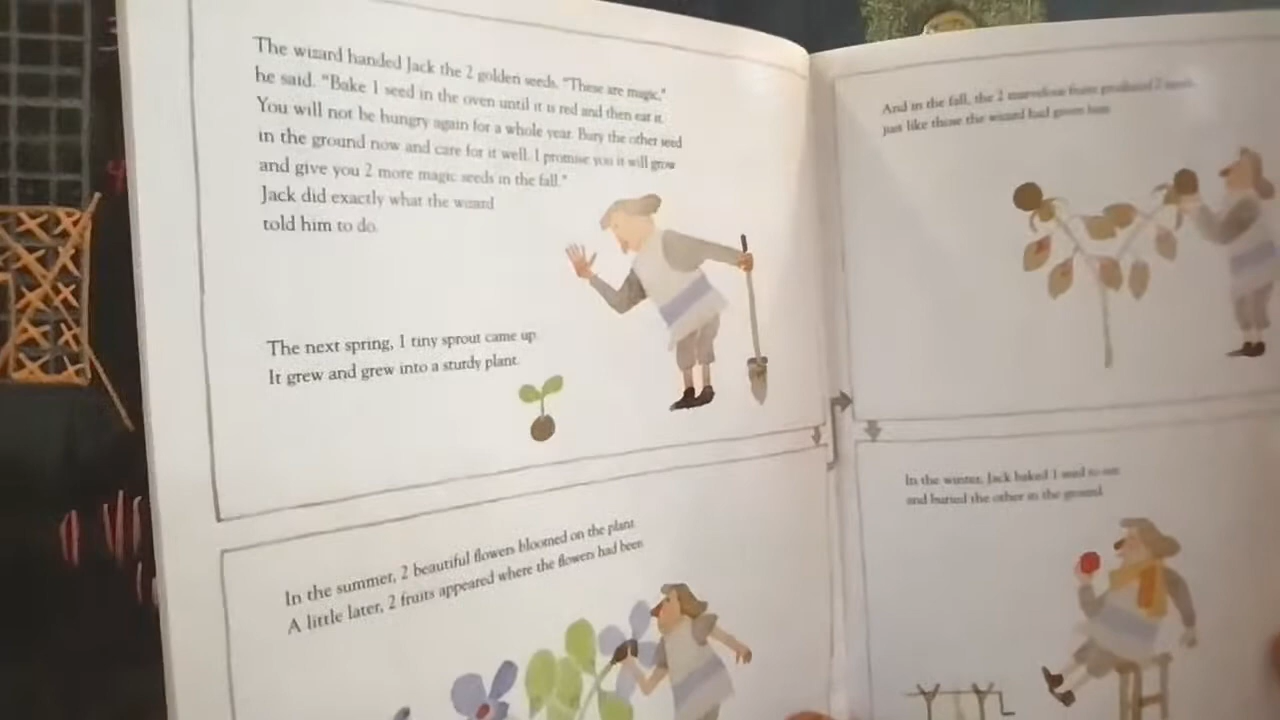 The wizard handed Jack the 2 golden seeds. "These are magic,"
he said. "Bake 1 seed in the oven until it is red and then eat it.
You will not be hungry again for a whole year. Bury the other seed
in the ground now and care for it well. I promise you it will grow
and give you 2 more magic seeds in the fall."
Jack did exactly what the wizard
told him to do.
The next spring, 1 tiny sprout came up.
It grew and grew into a sturdy plant.
In the summer, 2 beautiful flowers bloomed on the plant.
A little later, 2 fruits appeared where the flowers had been.
And in the fall, the 2 marvelous fruits produced 2 seeds,
just like those the wizard had given him.
In the winter, Jack baked 1 seed to eat
and buried the other in the ground.